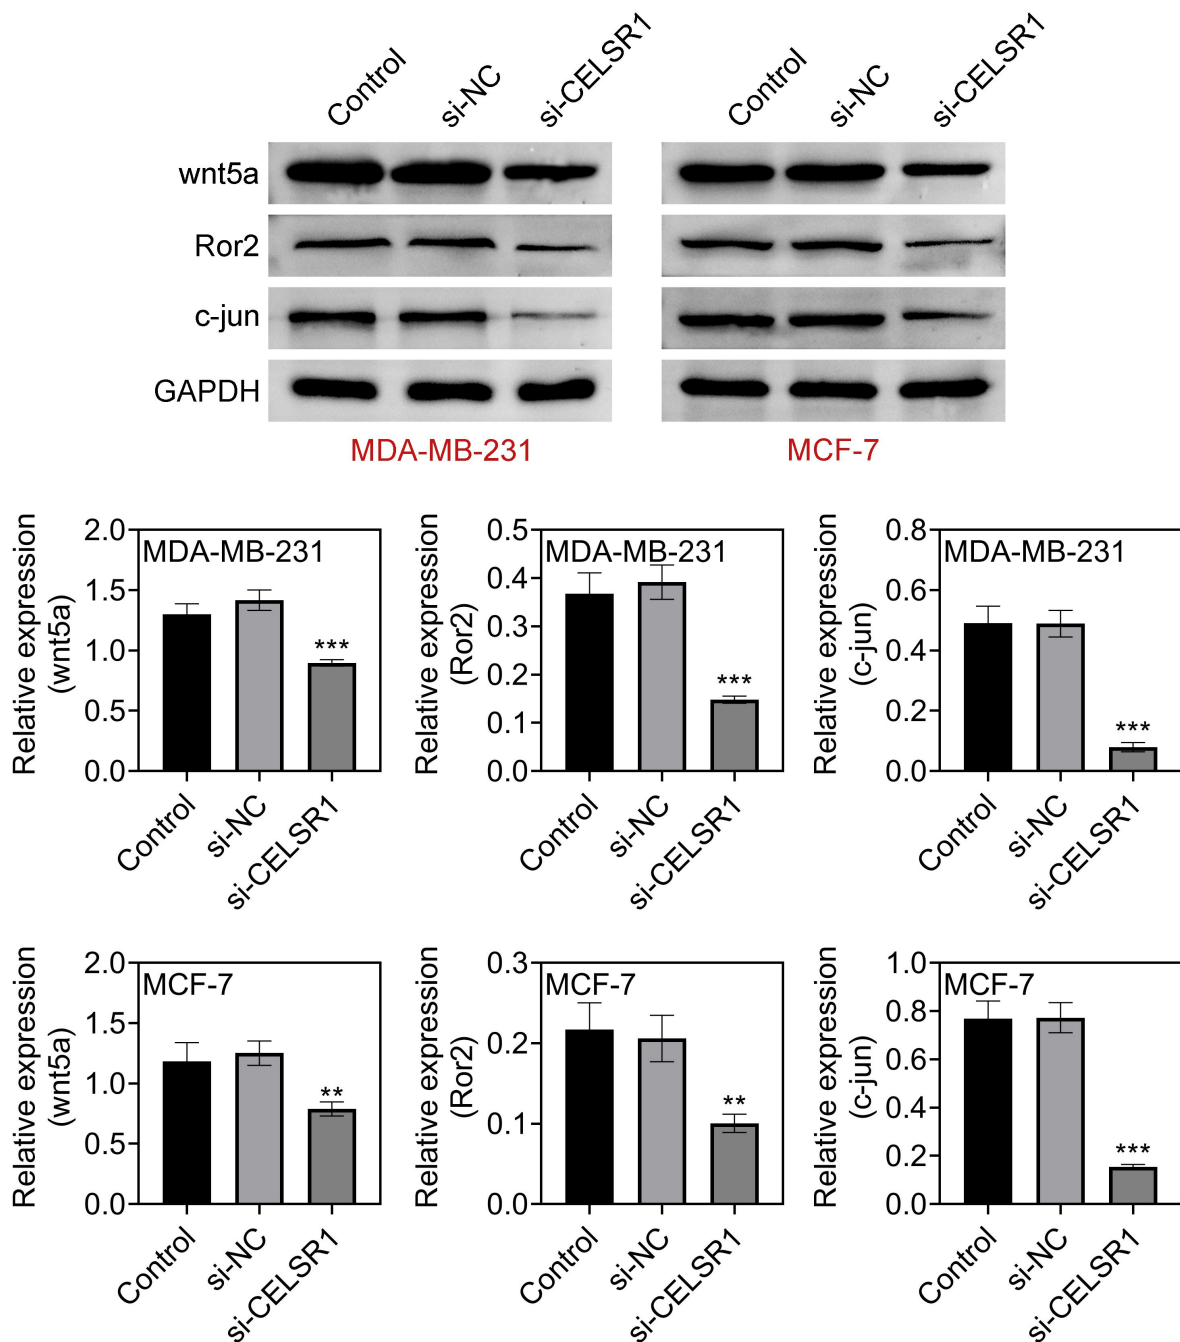 Control si-NC si-CELSR1 Control si-NC si-CELSR1
wnt5a
Ror2
c-jun
GAPDH
MDA-MB-231 MCF-7
Relative expression
(wnt5a)
2.0
1.5
1.0
0.5
0.0
MDA-MB-231
***
Control si-NC si-CELSR1
Relative expression
(Ror2)
0.5
0.4
0.3
0.2
0.1
0.0
MDA-MB-231
***
Control si-NC si-CELSR1
Relative expression
(c-jun)
0.8
0.6
0.4
0.2
0.0
MDA-MB-231
***
Control si-NC si-CELSR1
Relative expression
(wnt5a)
2.0
1.5
1.0
0.5
0.0
MCF-7
**
Control si-NC si-CELSR1
Relative expression
(Ror2)
0.3
0.2
0.1
0.0
MCF-7
**
Control si-NC si-CELSR1
Relative expression
(c-jun)
1.0
0.8
0.6
0.4
0.2
0.0
MCF-7
***
Control si-NC si-CELSR1